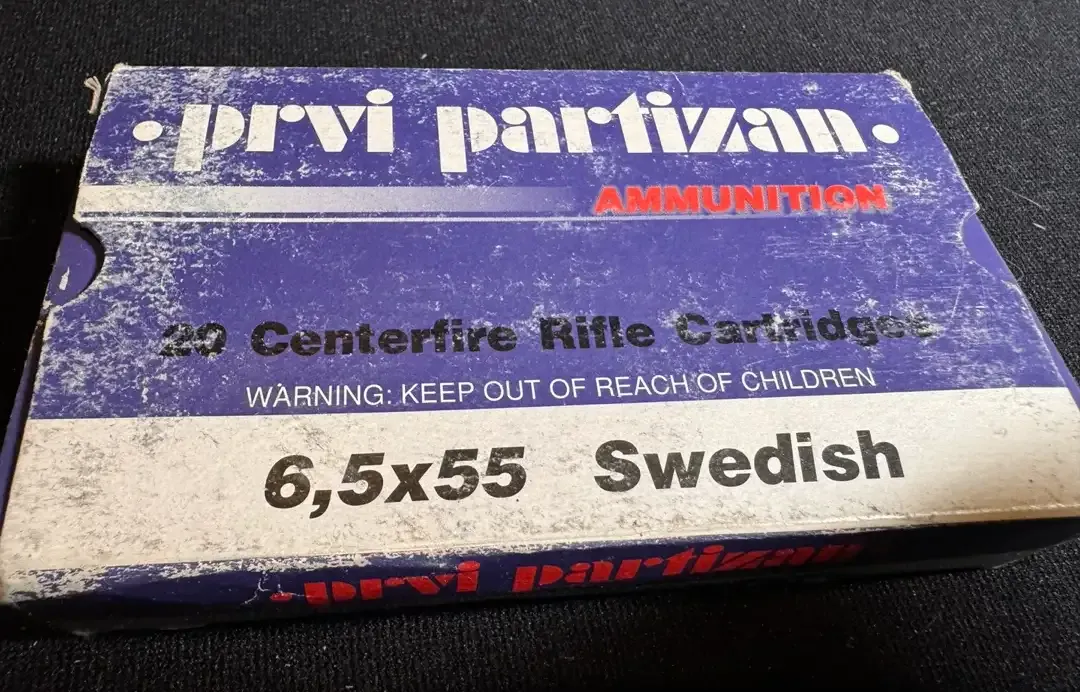 ·prvi partizan·
AMMUNITION
20 Centerfire Rifle Cartridges
WARNING: KEEP OUT OF REACH OF CHILDREN
6,5x55 Swedish
·prvi partizan·